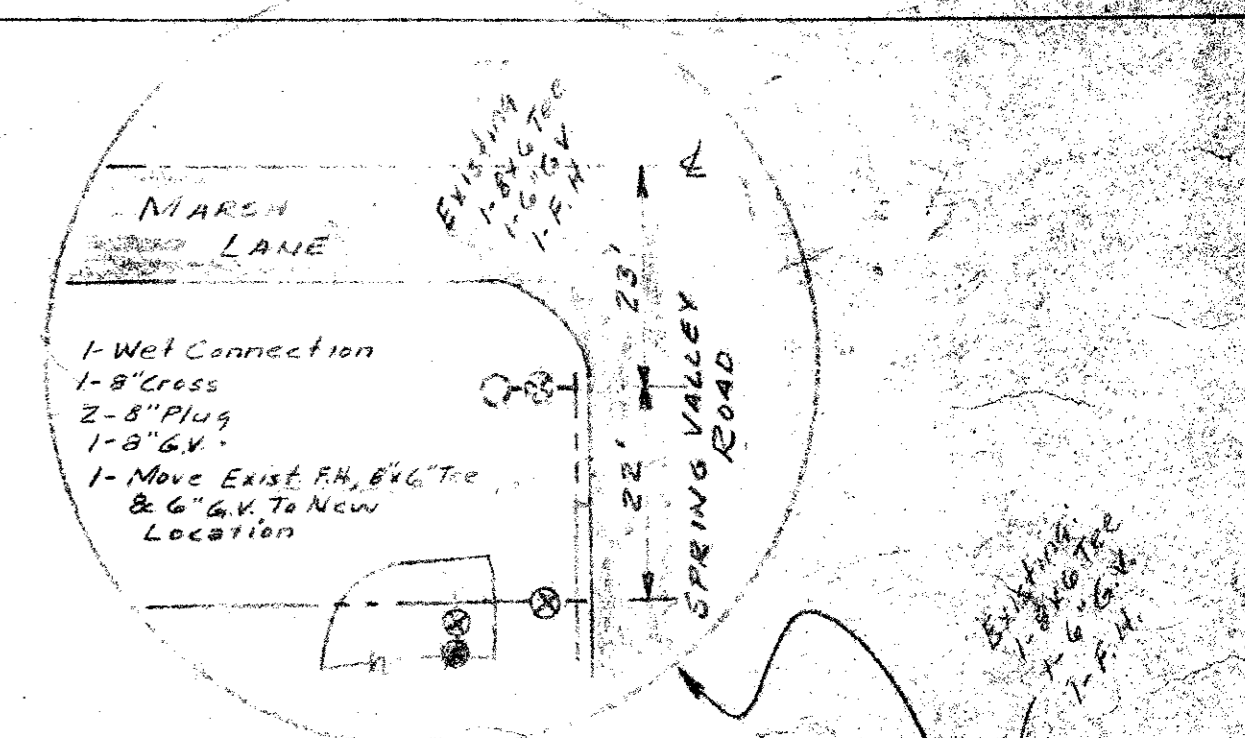 Existing
1-8x6 Tee
1-6" G.V.
1-F.H.
MARSH
LANE
23'
1-Wet Connection
1-8"Cross
2-8"Plug
1-8"G.V.
1-Move Exist. F.H., 8"x6"Tee
& 6"G.V. To New
Location
22'
SPRING VALLEY
ROAD
Existing
1-8x6 Tee
1-6"G.V.
1-F.H.